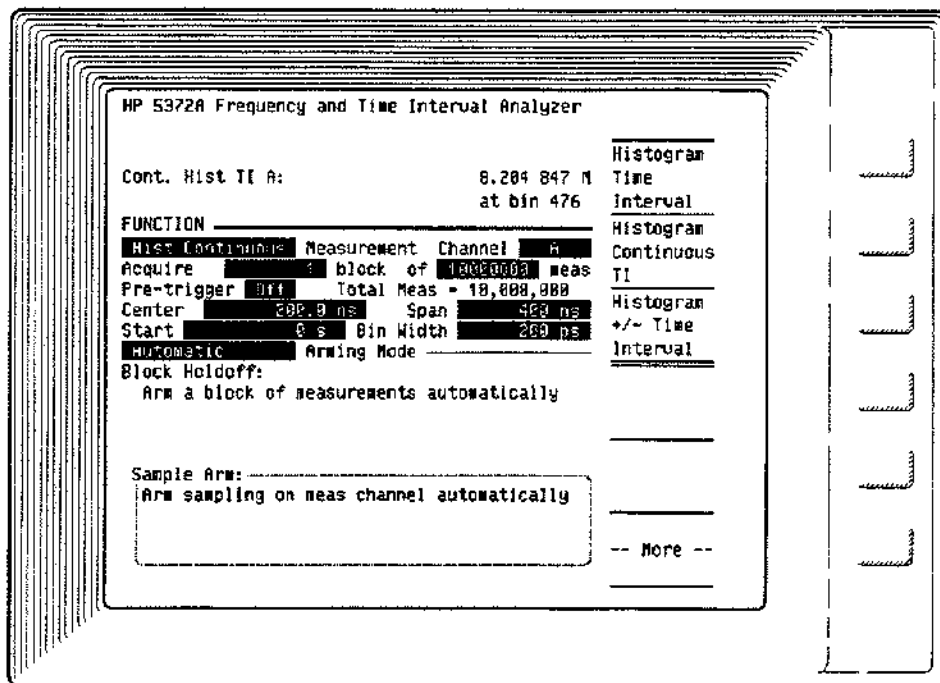 HP 5372A Frequency and Time Interval Analyzer
Cont. Hist TI A: 8.204 847 M
at bin 476
FUNCTION
Hist Continuous Measurement Channel A
Acquire 1 block of 10000000 meas
Pre-trigger Off Total Meas = 10,000,000
Center 200.0 ns Span 400 ns
Start 0 s Bin Width 200 ps
Automatic Arming Mode
Block Holdoff:
Arm a block of measurements automatically
Sample Arm:
Arm sampling on meas channel automatically
Histogram
Time
Interval
Histogram
Continuous
TI
Histogram
+/- Time
Interval
-- More --